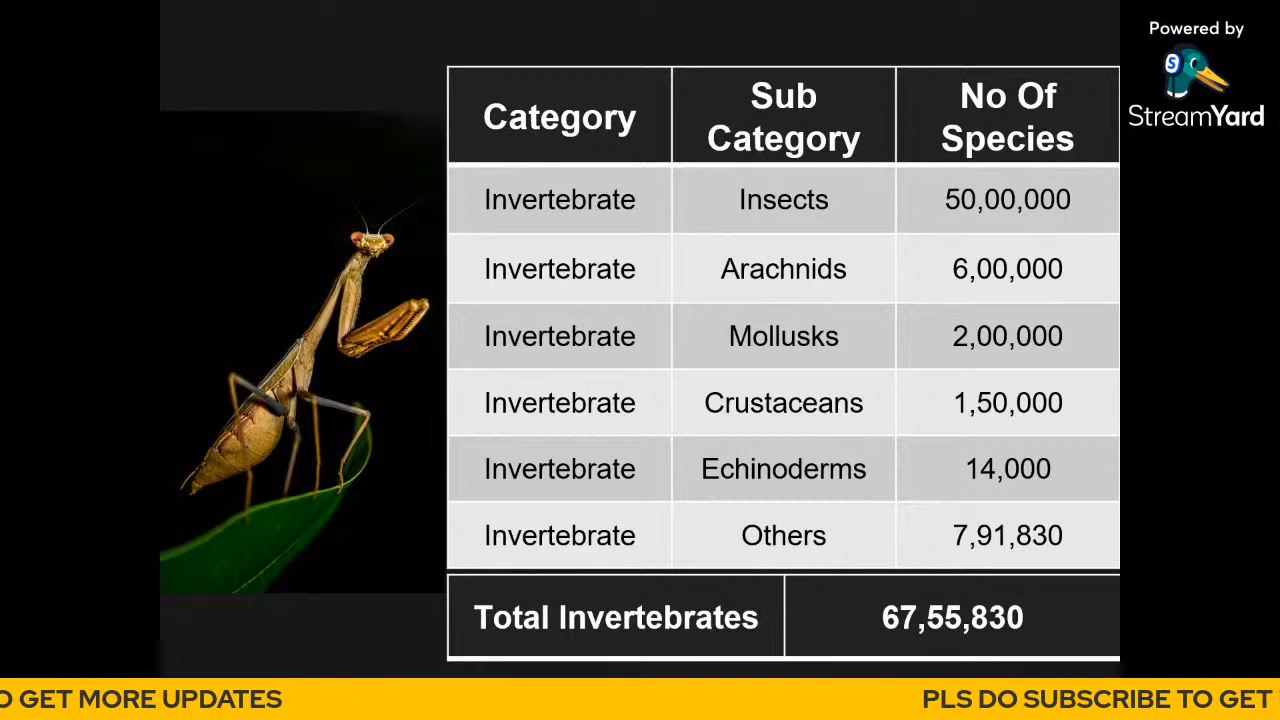 Powered by
StreamYard
Category Sub Category No Of Species
Invertebrate Insects 50,00,000
Invertebrate Arachnids 6,00,000
Invertebrate Mollusks 2,00,000
Invertebrate Crustaceans 1,50,000
Invertebrate Echinoderms 14,000
Invertebrate Others 7,91,830
Total Invertebrates 67,55,830
O GET MORE UPDATES PLS DO SUBSCRIBE TO GET